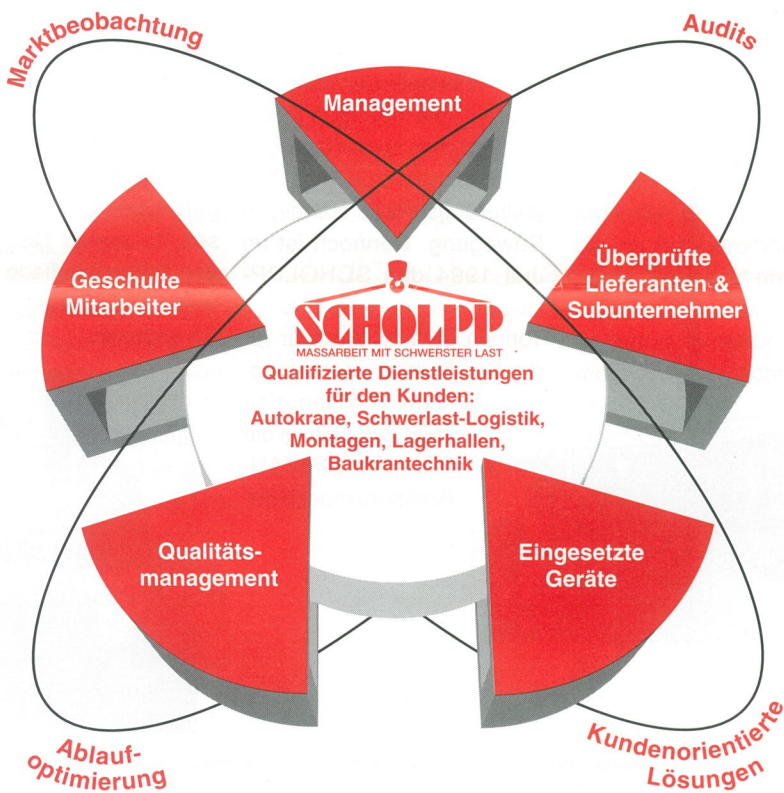 Marktbeobachtung
Audits
Management
Geschulte
Mitarbeiter
Überprüfte
Lieferanten &
Subunternehmer
SCHOLPP
MASSARBEIT MIT SCHWERSTER LAST
Qualifizierte Dienstleistungen
für den Kunden:
Autokrane, Schwerlast-Logistik,
Montagen, Lagerhallen,
Baukrantechnik
Qualitäts-
management
Eingesetzte
Geräte
Ablauf-
optimierung
Kundenorientierte
Lösungen